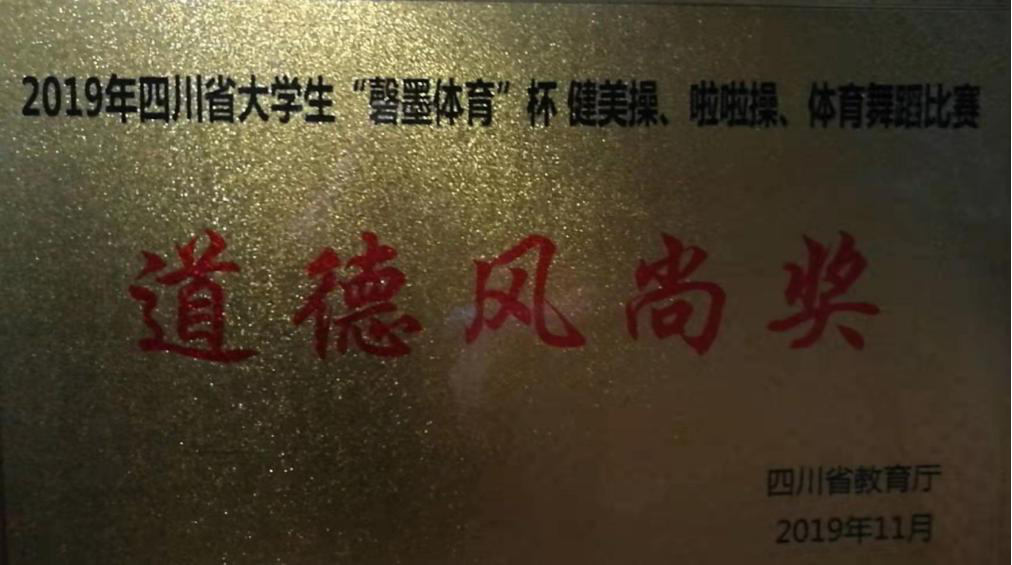 2019年四川省大学生“磬墨体育”杯 健美操、啦啦操、体育舞蹈比赛
道德风尚奖
四川省教育厅
2019年11月